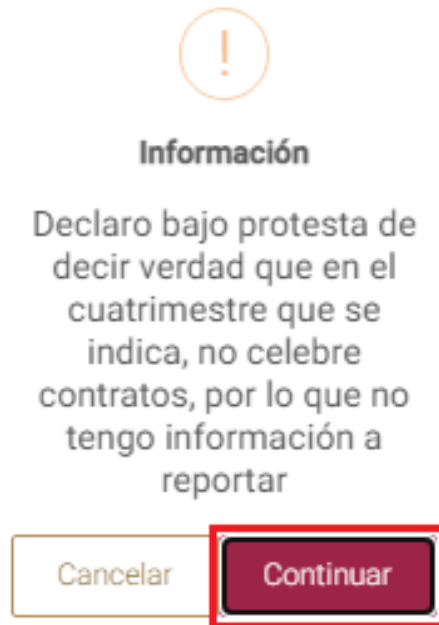 !
Información
Declaro bajo protesta de
decir verdad que en el
cuatrimestre que se
indica, no celebre
contratos, por lo que no
tengo información a
reportar
Cancelar
Continuar